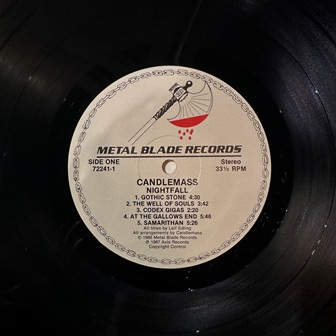 METAL BLADE RECORDS
SIDE ONE
72241-1
Stereo
33⅓ RPM
CANDLEMASS
NIGHTFALL
1. GOTHIC STONE 4:30
2. THE WELL OF SOULS 3:42
3. CODEX GIGAS 2:20
4. AT THE GALLOWS END 5:46
5. SAMARITHAN 5:26
All titles by Leif Edling
All arrangements by Candlemass
© 1988 Metal Blade Records
℗ 1987 Axis Records
Copyright Control